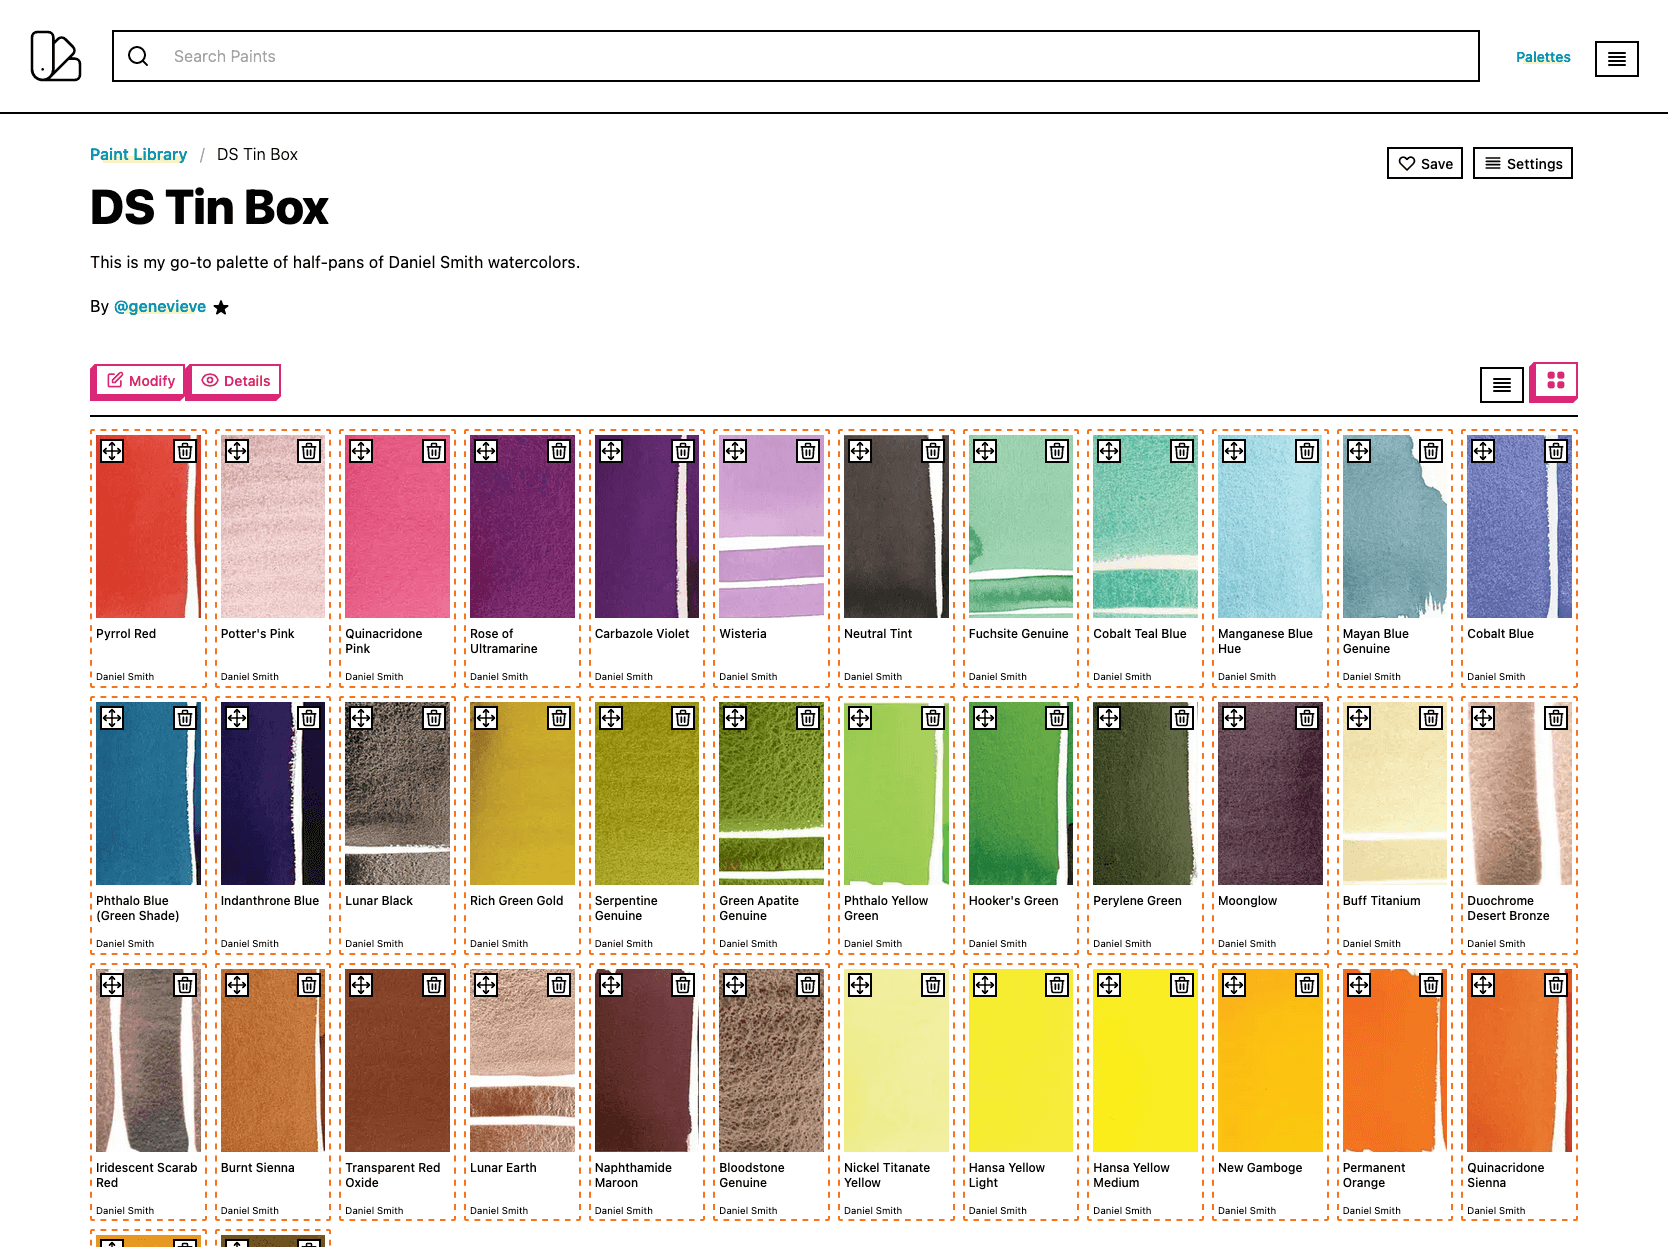 Search Paints
Palettes
Paint Library / DS Tin Box
Save
Settings
DS Tin Box
This is my go-to palette of half-pans of Daniel Smith watercolors.
By @genevieve
Modify
Details
Pyrrol Red
Daniel Smith
Potter's Pink
Daniel Smith
Quinacridone
Pink
Daniel Smith
Rose of
Ultramarine
Daniel Smith
Carbazole Violet
Daniel Smith
Wisteria
Daniel Smith
Neutral Tint
Daniel Smith
Fuchsite Genuine
Daniel Smith
Cobalt Teal Blue
Daniel Smith
Manganese Blue
Hue
Daniel Smith
Mayan Blue
Genuine
Daniel Smith
Cobalt Blue
Daniel Smith
Phthalo Blue
(Green Shade)
Daniel Smith
Indanthrone Blue
Daniel Smith
Lunar Black
Daniel Smith
Rich Green Gold
Daniel Smith
Serpentine
Genuine
Daniel Smith
Green Apatite
Genuine
Daniel Smith
Phthalo Yellow
Green
Daniel Smith
Hooker's Green
Daniel Smith
Perylene Green
Daniel Smith
Moonglow
Daniel Smith
Buff Titanium
Daniel Smith
Duochrome
Desert Bronze
Daniel Smith
Iridescent Scarab
Red
Daniel Smith
Burnt Sienna
Daniel Smith
Transparent Red
Oxide
Daniel Smith
Lunar Earth
Daniel Smith
Naphthamide
Maroon
Daniel Smith
Bloodstone
Genuine
Daniel Smith
Nickel Titanate
Yellow
Daniel Smith
Hansa Yellow
Light
Daniel Smith
Hansa Yellow
Medium
Daniel Smith
New Gamboge
Daniel Smith
Permanent
Orange
Daniel Smith
Quinacridone
Sienna
Daniel Smith